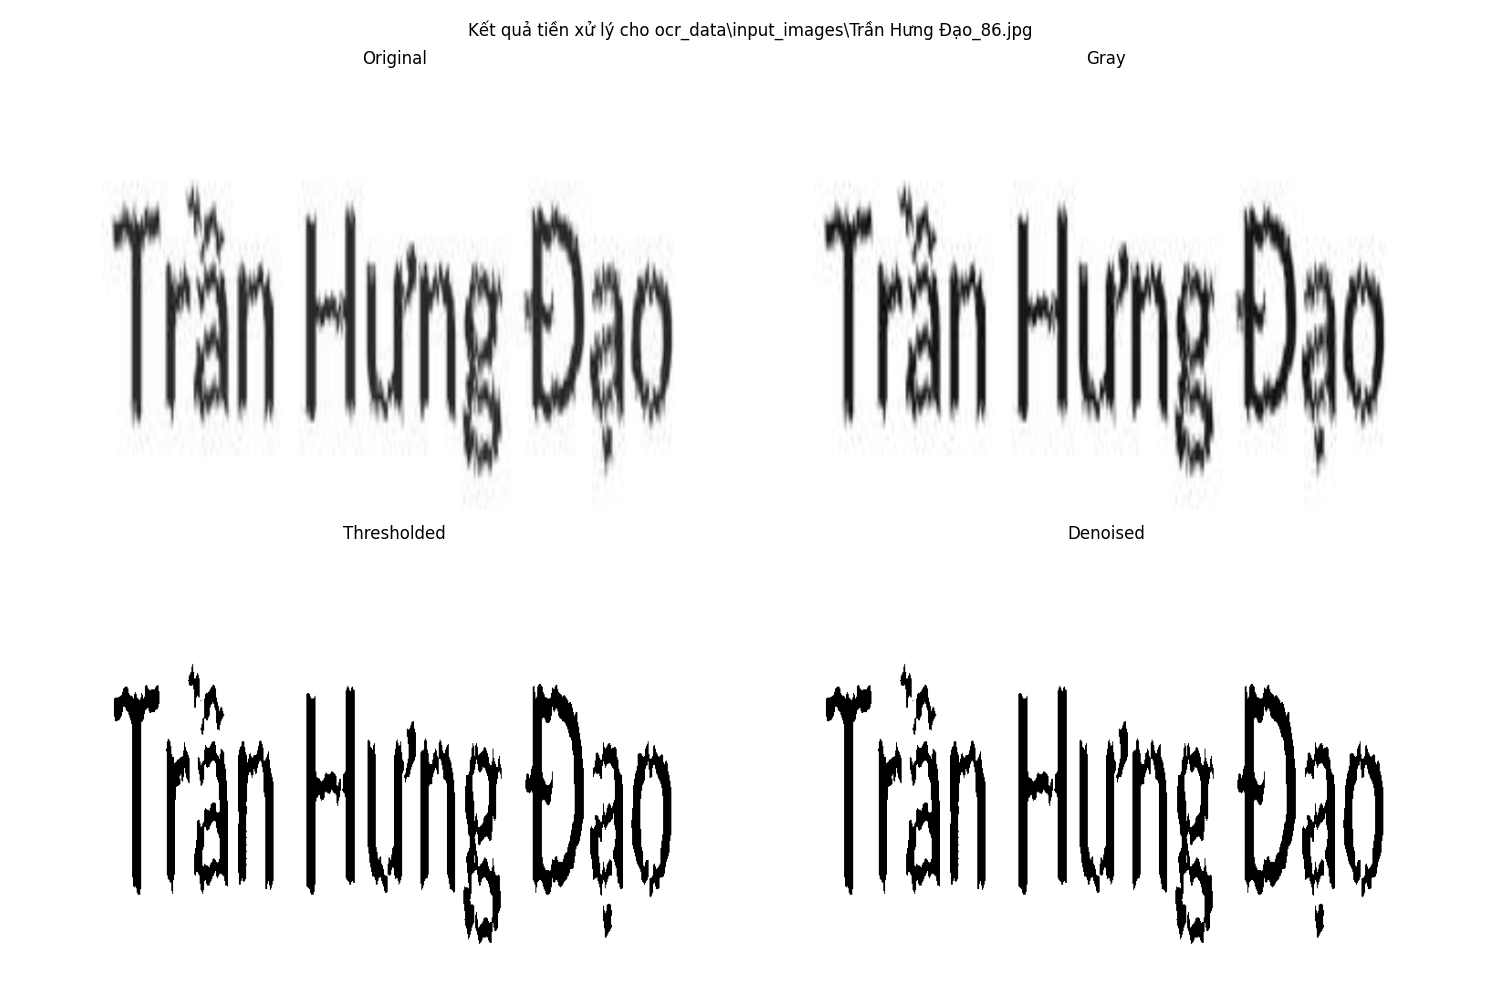 Kết quả tiền xử lý cho ocr_data\input_images\Trần Hưng Đạo_86.jpg
Original
Gray
Trần Hưng Đạo
Trần Hưng Đạo
Thresholded
Denoised
Trần Hưng Đạo
Trần Hưng Đạo